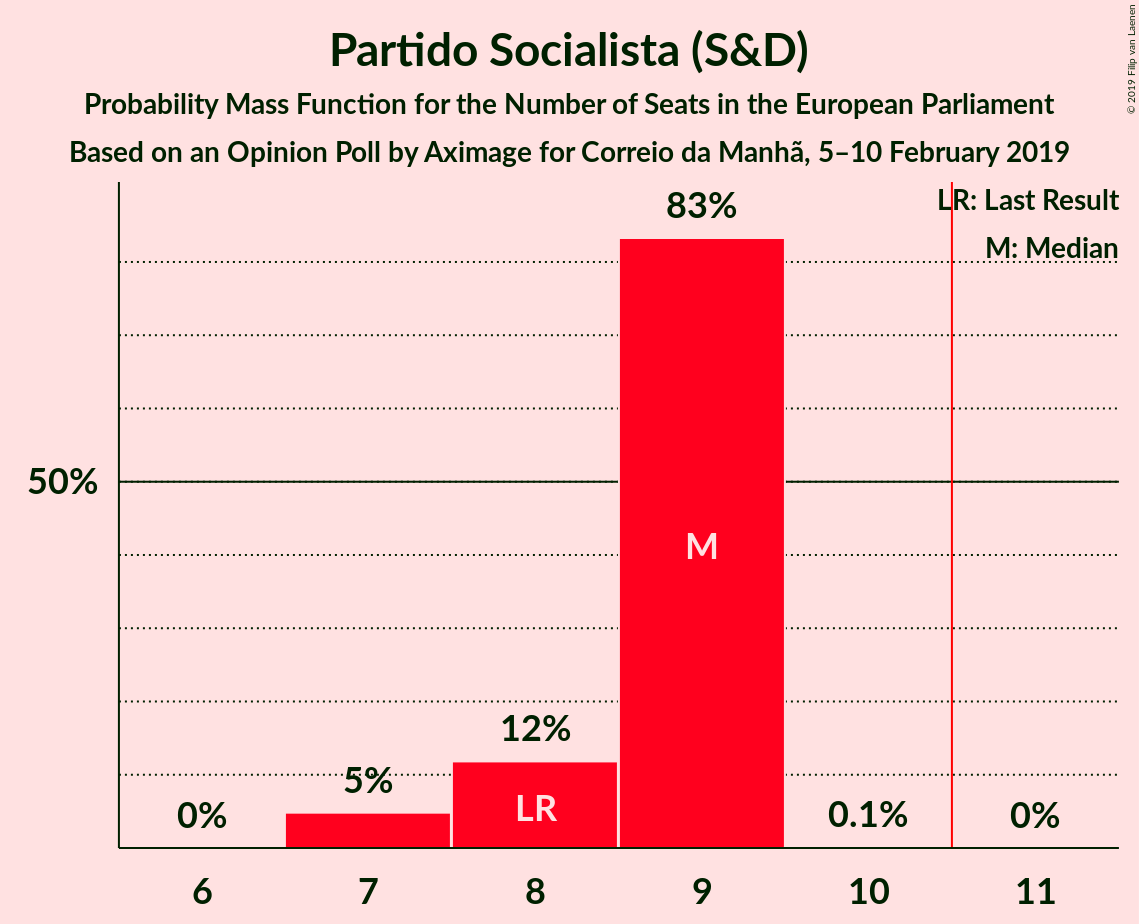 Partido Socialista (S&D)
Probability Mass Function for the Number of Seats in the European Parliament
Based on an Opinion Poll by Aximage for Correio da Manhã, 5–10 February 2019
© 2019 Filip van Laenen
LR: Last Result
M: Median
83%
50%
M
12%
5%
LR
0%
0.1%
0%
6 7 8 9 10 11